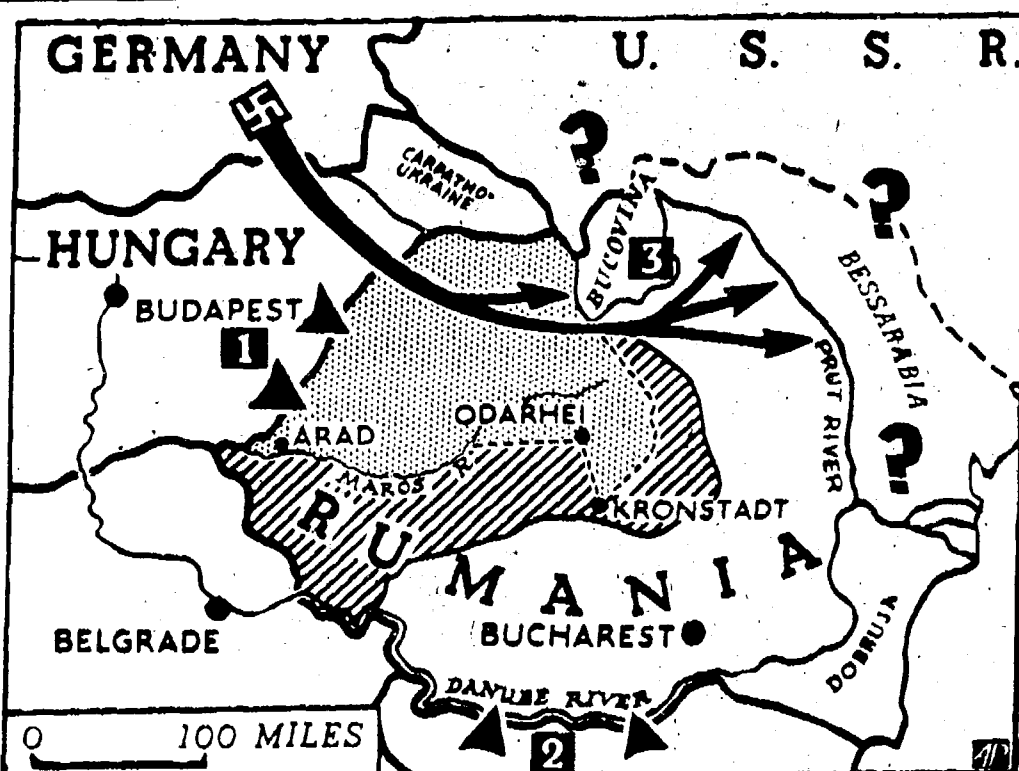 GERMANY
U. S. S. R.
CARPATHO-
UKRAINE
?
?
BUCOVINA
HUNGARY
3
BESSARABIA
BUDAPEST
1
PRUT RIVER
ODARHEI
ARAD
MAROS R.
?
KRONSTADT
RUMANIA
BELGRADE
BUCHAREST
DOBRUJA
DANUBE RIVER
0 100 MILES
2
AP